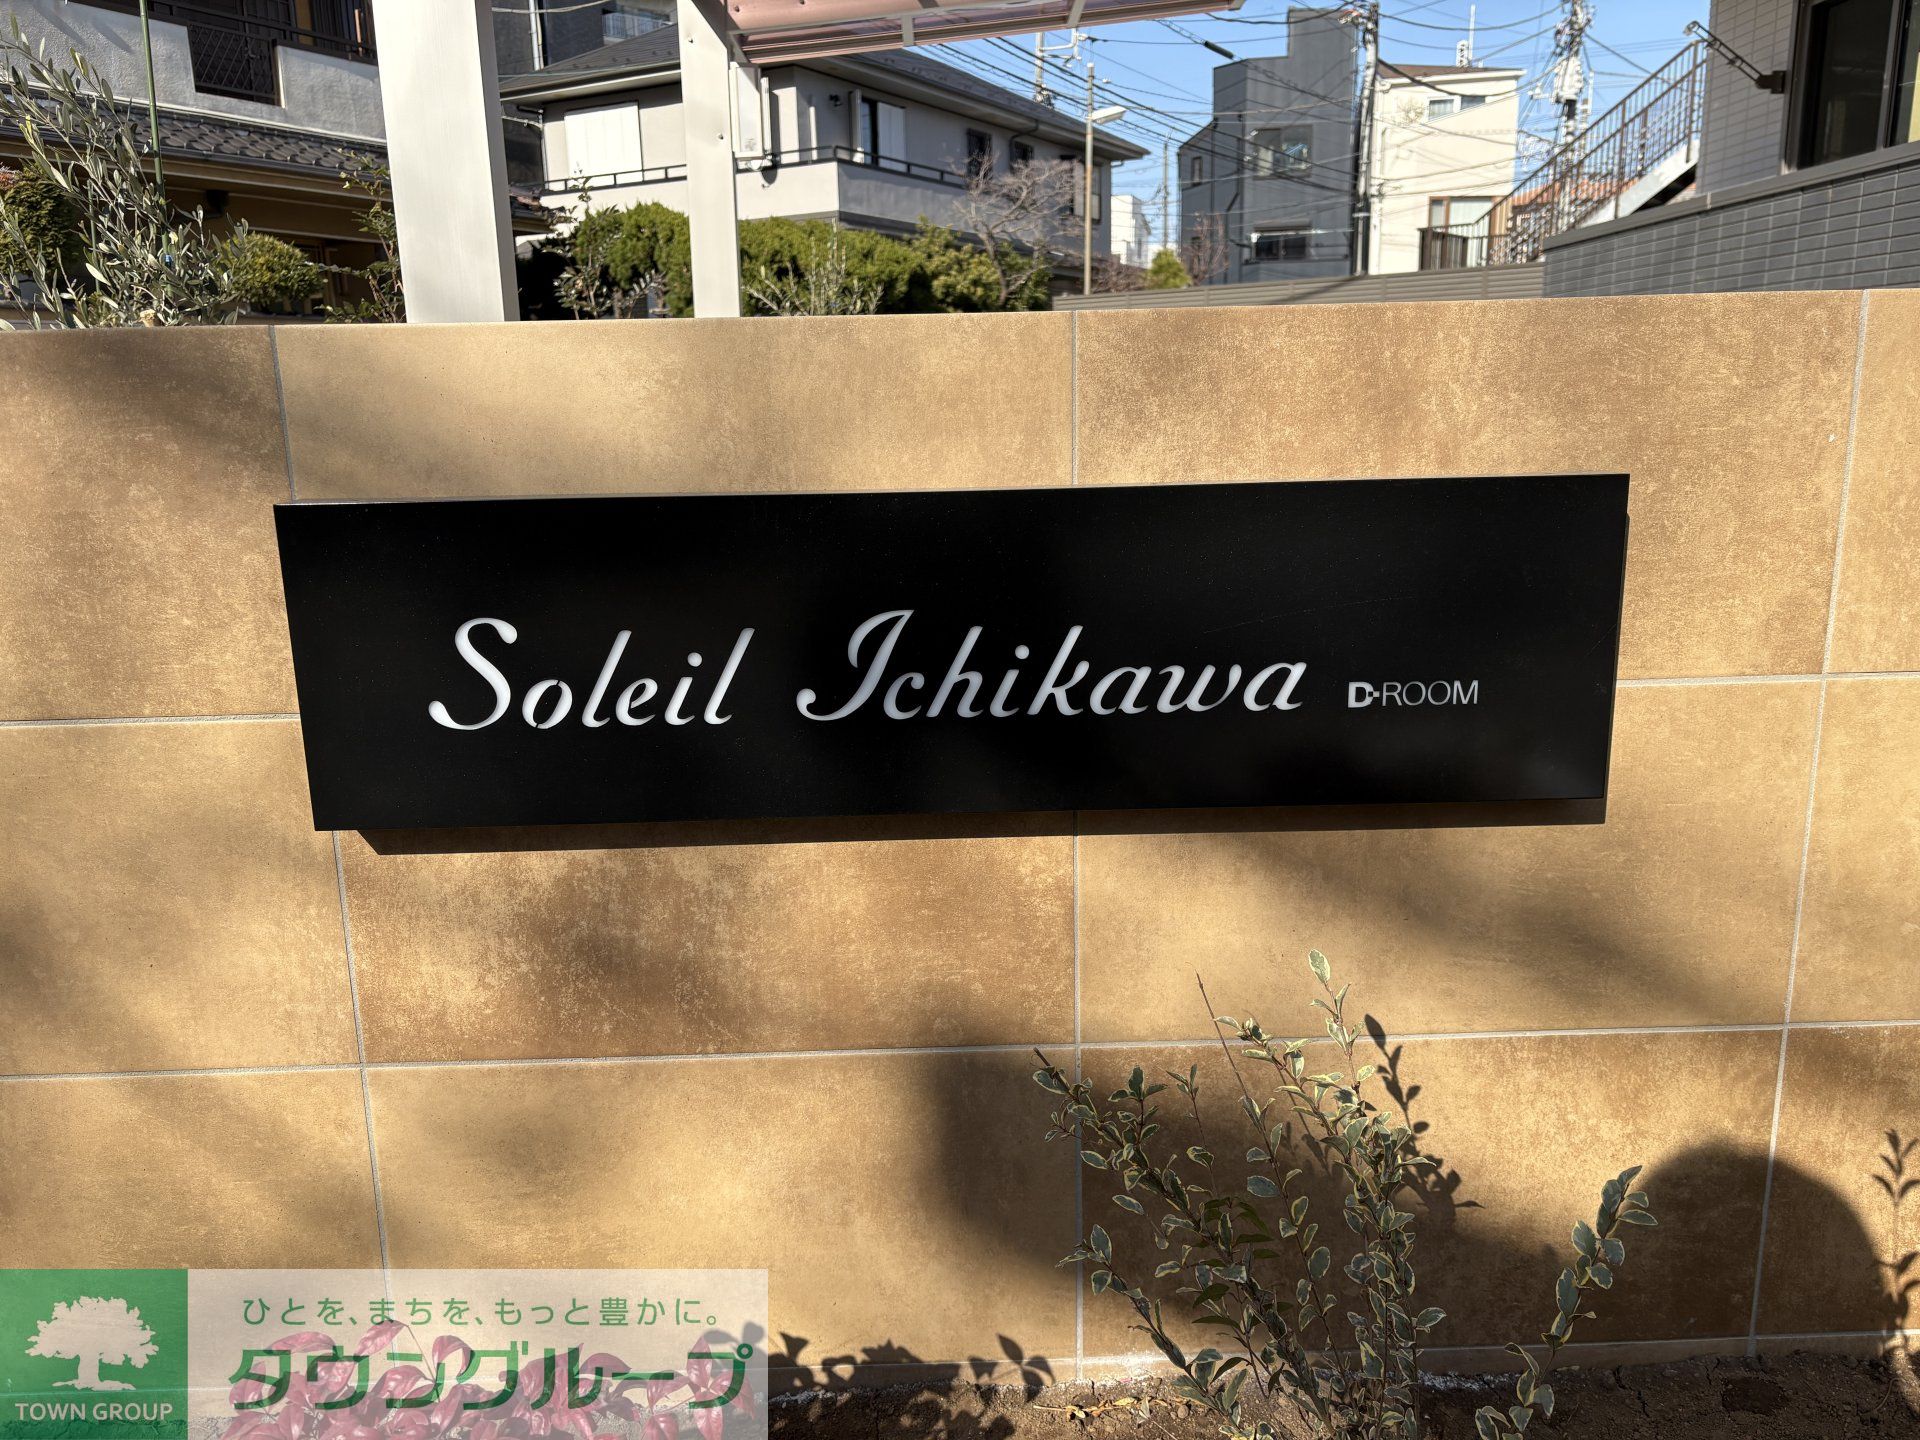 Soleil Ichikawa D-ROOM
ひとを、まちを、もっと豊かに。
タウングループ
TOWN GROUP